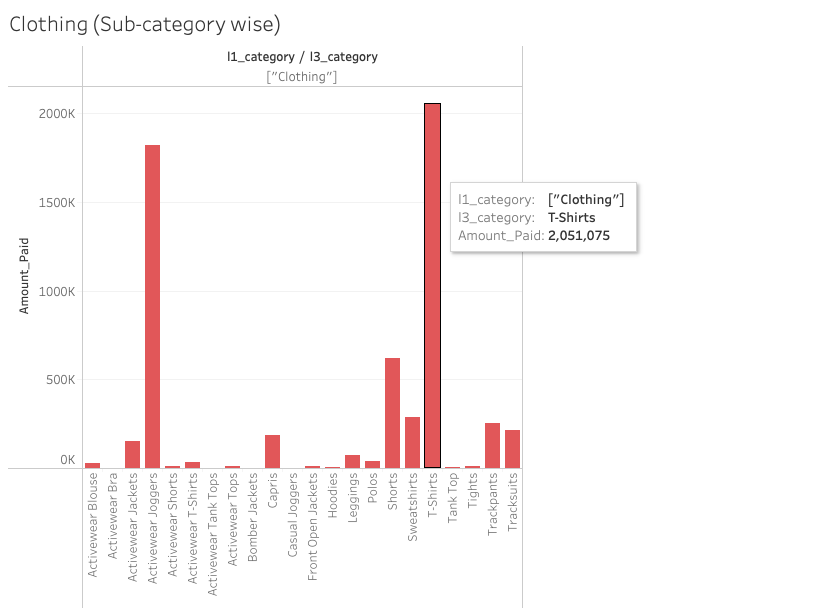 Clothing (Sub-category wise)
l1_category / l3_category
["Clothing"]
2000K
1500K
1000K
500K
0K
Amount_Paid
l1_category: ["Clothing"]
l3_category: T-Shirts
Amount_Paid: 2,051,075
Activewear Blouse
Activewear Bra
Activewear Jackets
Activewear Joggers
Activewear Shorts
Activewear T-Shirts
Activewear Tank Tops
Activewear Tops
Bomber Jackets
Capris
Casual Joggers
Front Open Jackets
Hoodies
Leggings
Polos
Shorts
Sweatshirts
T-Shirts
Tank Top
Tights
Trackpants
Tracksuits